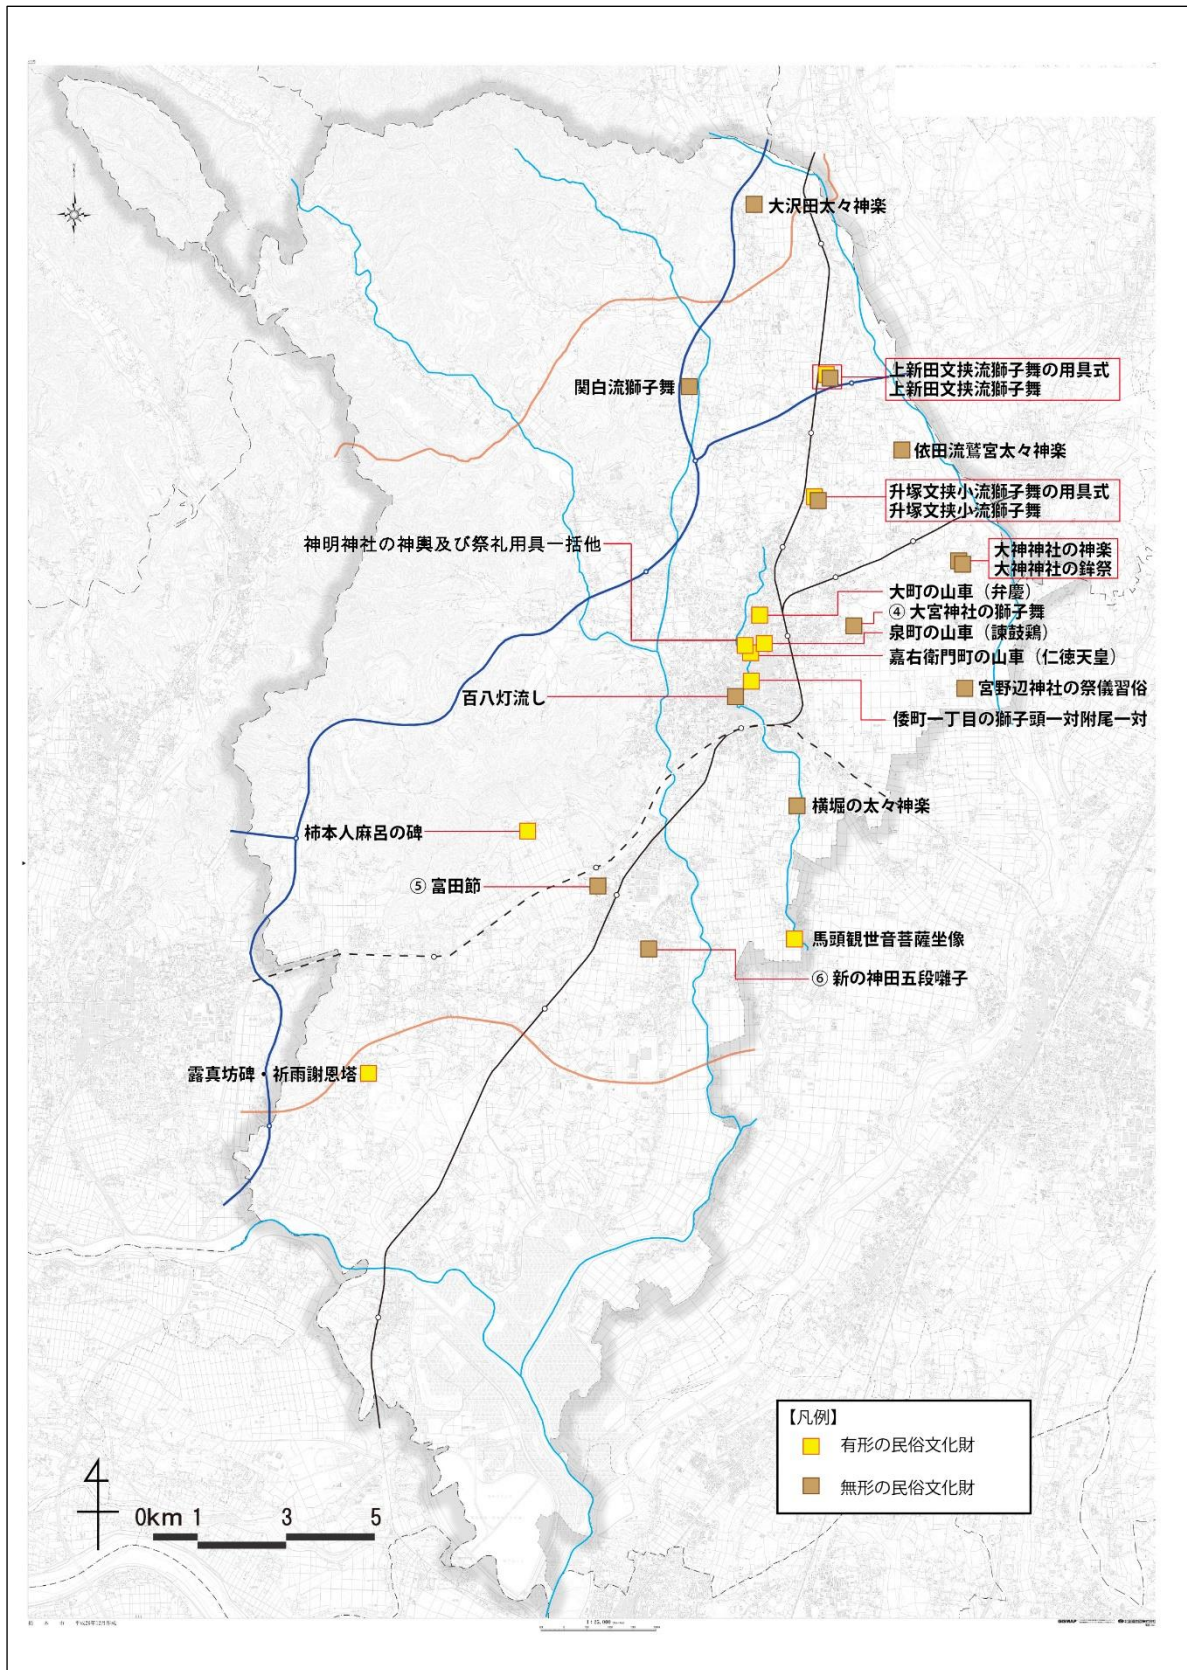 大沢田太々神楽
上新田文挟流獅子舞の用具式
上新田文挟流獅子舞
関白流獅子舞
依田流鷲宮太々神楽
升塚文挟小流獅子舞の用具式
升塚文挟小流獅子舞
神明神社の神輿及び祭礼用具一括他
大神神社の神楽
大神神社の鉾祭
大町の山車(弁慶)
④ 大宮神社の獅子舞
泉町の山車(諫鼓鶏)
嘉右衛門町の山車(仁徳天皇)
宮野辺神社の祭儀習俗
百八灯流し
倭町一丁目の獅子頭一対附尾一対
横堀の太々神楽
柿本人麻呂の碑
⑤ 富田節
馬頭観世音菩薩坐像
⑥ 新の神田五段囃子
露真坊碑・祈雨謝恩塔
【凡例】
有形の民俗文化財
無形の民俗文化財
0km 1 3 5